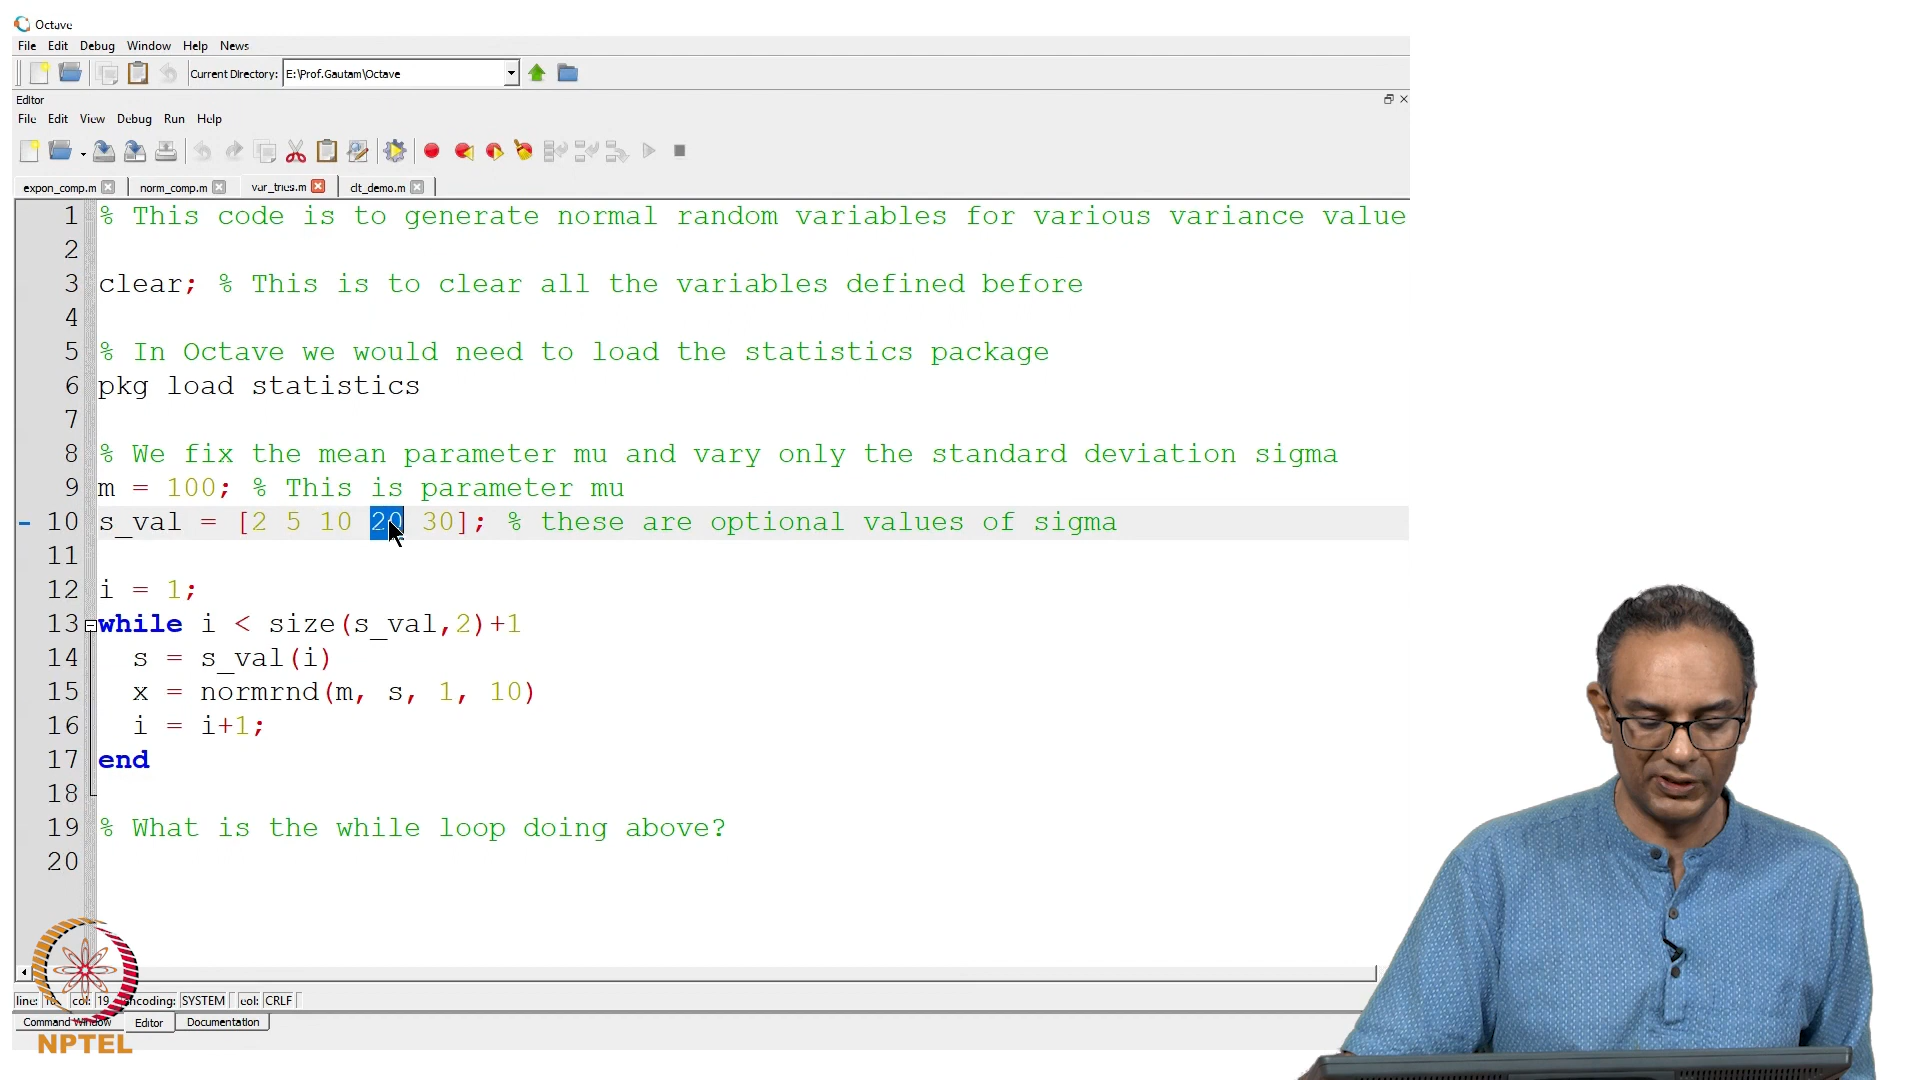 Octave
File Edit Debug Window Help News
Current Directory: E:\Prof.Gautam\Octave
Editor
File Edit View Debug Run Help
expon_comp.m norm_comp.m var_tries.m clt_demo.m
1 % This code is to generate normal random variables for various variance value
2
3 clear; % This is to clear all the variables defined before
4
5 % In Octave we would need to load the statistics package
6 pkg load statistics
7
8 % We fix the mean parameter mu and vary only the standard deviation sigma
9 m = 100; % This is parameter mu
10 s_val = [2 5 10 20 30]; % these are optional values of sigma
11
12 i = 1;
13 while i < size(s_val,2)+1
14 s = s_val(i)
15 x = normrnd(m, s, 1, 10)
16 i = i+1;
17 end
18
19 % What is the while loop doing above?
20
line: col: 19 encoding: SYSTEM eol: CRLF
Command Window Editor Documentation
NPTEL